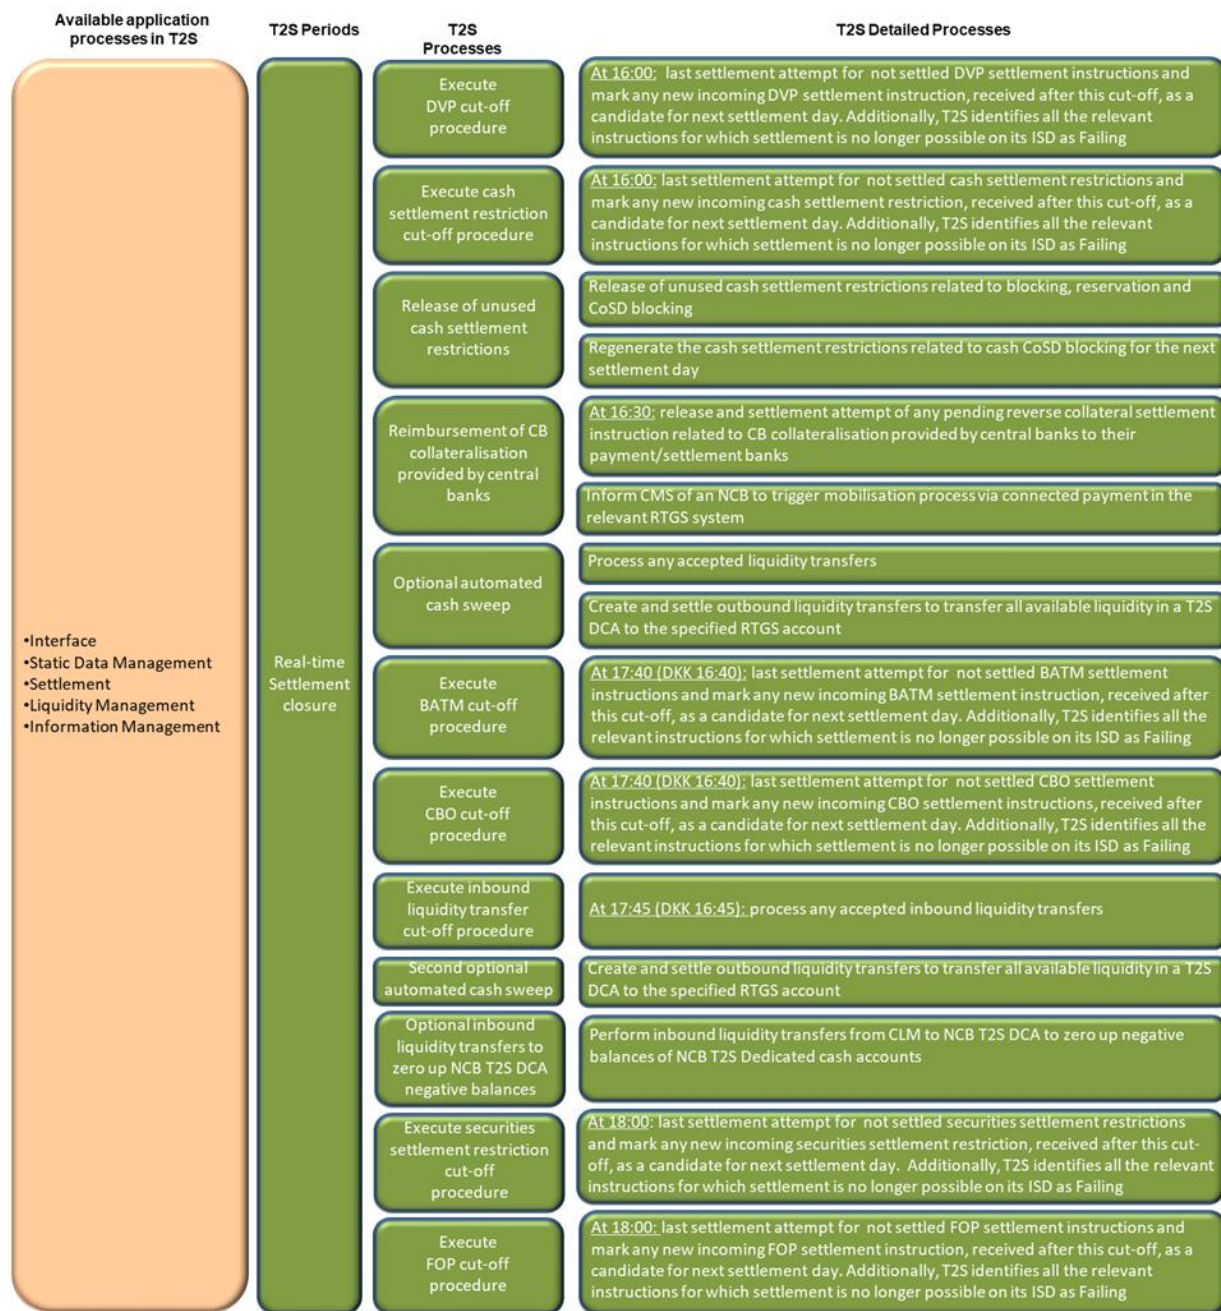 Available application
processes in T2S
T2S Periods
T2S
Processes
T2S Detailed Processes
•Interface
•Static Data Management
•Settlement
•Liquidity Management
•Information Management
Real-time
Settlement
closure
Execute
DVP cut-off
procedure
At 16:00: last settlement attempt for not settled DVP settlement instructions and
mark any new incoming DVP settlement instruction, received after this cut-off, as a
candidate for next settlement day. Additionally, T2S identifies all the relevant
instructions for which settlement is no longer possible on its ISD as Failing
Execute cash
settlement restriction
cut-off procedure
At 16:00: last settlement attempt for not settled cash settlement restrictions and
mark any new incoming cash settlement restriction, received after this cut-off, as a
candidate for next settlement day. Additionally, T2S identifies all the relevant
instructions for which settlement is no longer possible on its ISD as Failing
Release of unused
cash settlement
restrictions
Release of unused cash settlement restrictions related to blocking, reservation and
CoSD blocking
Regenerate the cash settlement restrictions related to cash CoSD blocking for the next
settlement day
Reimbursement of CB
collateralisation
provided by central
banks
At 16:30: release and settlement attempt of any pending reverse collateral settlement
instruction related to CB collateralisation provided by central banks to their
payment/settlement banks
Inform CMS of an NCB to trigger mobilisation process via connected payment in the
relevant RTGS system
Optional automated
cash sweep
Process any accepted liquidity transfers
Create and settle outbound liquidity transfers to transfer all available liquidity in a T2S
DCA to the specified RTGS account
Execute
BATM cut-off
procedure
At 17:40 (DKK 16:40): last settlement attempt for not settled BATM settlement
instructions and mark any new incoming BATM settlement instruction, received after
this cut-off, as a candidate for next settlement day. Additionally, T2S identifies all the
relevant instructions for which settlement is no longer possible on its ISD as Failing
Execute
CBO cut-off
procedure
At 17:40 (DKK 16:40): last settlement attempt for not settled CBO settlement
instructions and mark any new incoming CBO settlement instructions, received after
this cut-off, as a candidate for next settlement day. Additionally, T2S identifies all the
relevant instructions for which settlement is no longer possible on its ISD as Failing
Execute inbound
liquidity transfer
cut-off procedure
At 17:45 (DKK 16:45): process any accepted inbound liquidity transfers
Second optional
automated cash sweep
Create and settle outbound liquidity transfers to transfer all available liquidity in a T2S
DCA to the specified RTGS account
Optional inbound
liquidity transfers to
zero up NCB T2S DCA
negative balances
Perform inbound liquidity transfers from CLM to NCB T2S DCA to zero up negative
balances of NCB T2S Dedicated cash accounts
Execute securities
settlement restriction
cut-off
procedure
At 18:00: last settlement attempt for not settled securities settlement restrictions
and mark any new incoming securities settlement restriction, received after this cut-
off, as a candidate for next settlement day. Additionally, T2S identifies all the relevant
instructions for which settlement is no longer possible on its ISD as Failing
Execute
FOP cut-off
procedure
At 18:00: last settlement attempt for not settled FOP settlement instructions and
mark any new incoming FOP settlement instruction, received after this cut-off, as a
candidate for next settlement day. Additionally, T2S identifies all the relevant
instructions for which settlement is no longer possible on its ISD as Failing